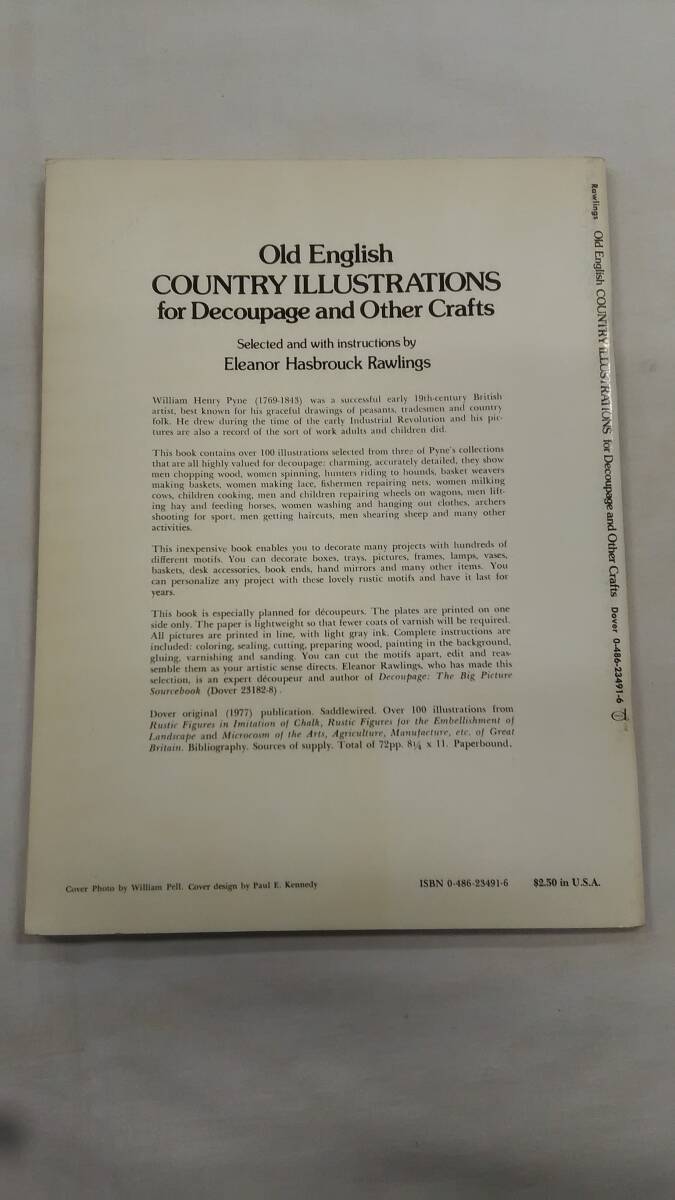 Old English
COUNTRY ILLUSTRATIONS
for Decoupage and Other Crafts
Selected and with instructions by
Eleanor Hasbrouck Rawlings
William Henry Pyne (1769-1843) was a successful early 19th-century British
artist, best known for his graceful drawings of peasants, tradesmen and country
folk. He drew during the time of the early Industrial Revolution and his pic-
tures are also a record of the sort of work adults and children did.
This book contains over 100 illustrations selected from three of Pyne's collections
that are all highly valued for decoupage: charming, accurately detailed, they show
men chopping wood, women spinning, hunters riding to hounds, basket weavers
making baskets, women making lace, fishermen repairing nets, women milking
cows, children cooking, men and children repairing wheels on wagons, men lift-
ing hay and feeding horses, women washing and hanging out clothes, archers
shooting for sport, men getting haircuts, men shearing sheep and many other
activities.
This inexpensive book enables you to decorate many projects with hundreds of
different motifs. You can decorate boxes, trays, pictures, frames, lamps, vases,
baskets, desk accessories, book ends, hand mirrors and many other items. You
can personalize any project with these lovely rustic motifs and have it last for
years.
This book is especially planned for découpeurs. The plates are printed on one
side only. The paper is lightweight so that fewer coats of varnish will be required.
All pictures are printed in line, with light gray ink. Complete instructions are
included: coloring, sealing, cutting, preparing wood, painting in the background,
gluing, varnishing and sanding. You can cut the motifs apart, edit and reas-
semble them as your artistic sense directs. Eleanor Rawlings, who has made this
selection, is an expert découpeur and author of Decoupage: The Big Picture
Sourcebook (Dover 23182-8).
Dover original (1977) publication. Saddlewired. Over 100 illustrations from
Rustic Figures in Imitation of Chalk, Rustic Figures for the Embellishment of
Landscape and Microcosm of the Arts, Agriculture, Manufacture, etc. of Great
Britain. Bibliography. Sources of supply. Total of 72pp. 8¼ x 11. Paperbound.
Cover Photo by William Pell. Cover design by Paul E. Kennedy
ISBN 0-486-23491-6 $2.50 in U.S.A.
Rawlings Old English COUNTRY ILLUSTRATIONS for Decoupage and Other Crafts Dover 0-486-23491-6